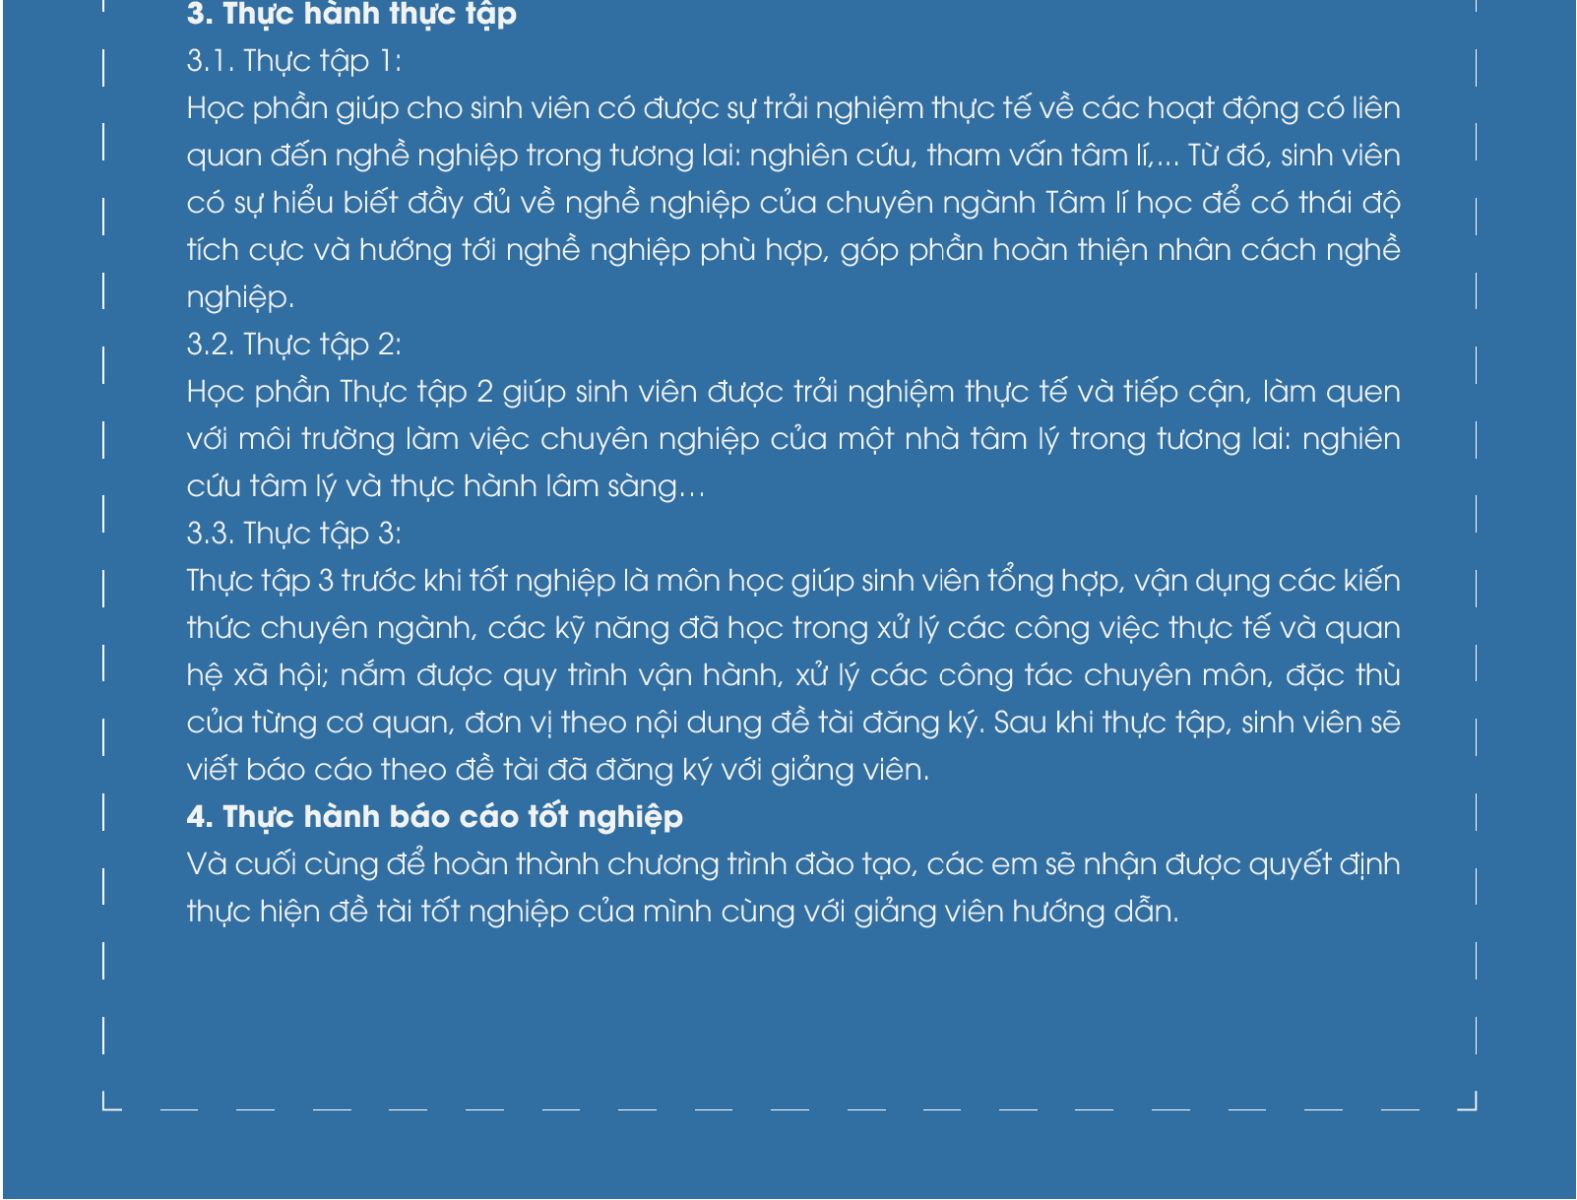 3. Thực hành thực tập
3.1. Thực tập 1:
Học phần giúp cho sinh viên có được sự trải nghiệm thực tế về các hoạt động có liên
quan đến nghề nghiệp trong tương lai: nghiên cứu, tham vấn tâm lí,... Từ đó, sinh viên
có sự hiểu biết đầy đủ về nghề nghiệp của chuyên ngành Tâm lí học để có thái độ
tích cực và hướng tới nghề nghiệp phù hợp, góp phần hoàn thiện nhân cách nghề
nghiệp.
3.2. Thực tập 2:
Học phần Thực tập 2 giúp sinh viên được trải nghiệm thực tế và tiếp cận, làm quen
với môi trường làm việc chuyên nghiệp của một nhà tâm lý trong tương lai: nghiên
cứu tâm lý và thực hành lâm sàng…
3.3. Thực tập 3:
Thực tập 3 trước khi tốt nghiệp là môn học giúp sinh viên tổng hợp, vận dụng các kiến
thức chuyên ngành, các kỹ năng đã học trong xử lý các công việc thực tế và quan
hệ xã hội; nắm được quy trình vận hành, xử lý các công tác chuyên môn, đặc thù
của từng cơ quan, đơn vị theo nội dung đề tài đăng ký. Sau khi thực tập, sinh viên sẽ
viết báo cáo theo đề tài đã đăng ký với giảng viên.
4. Thực hành báo cáo tốt nghiệp
Và cuối cùng để hoàn thành chương trình đào tạo, các em sẽ nhận được quyết định
thực hiện đề tài tốt nghiệp của mình cùng với giảng viên hướng dẫn.